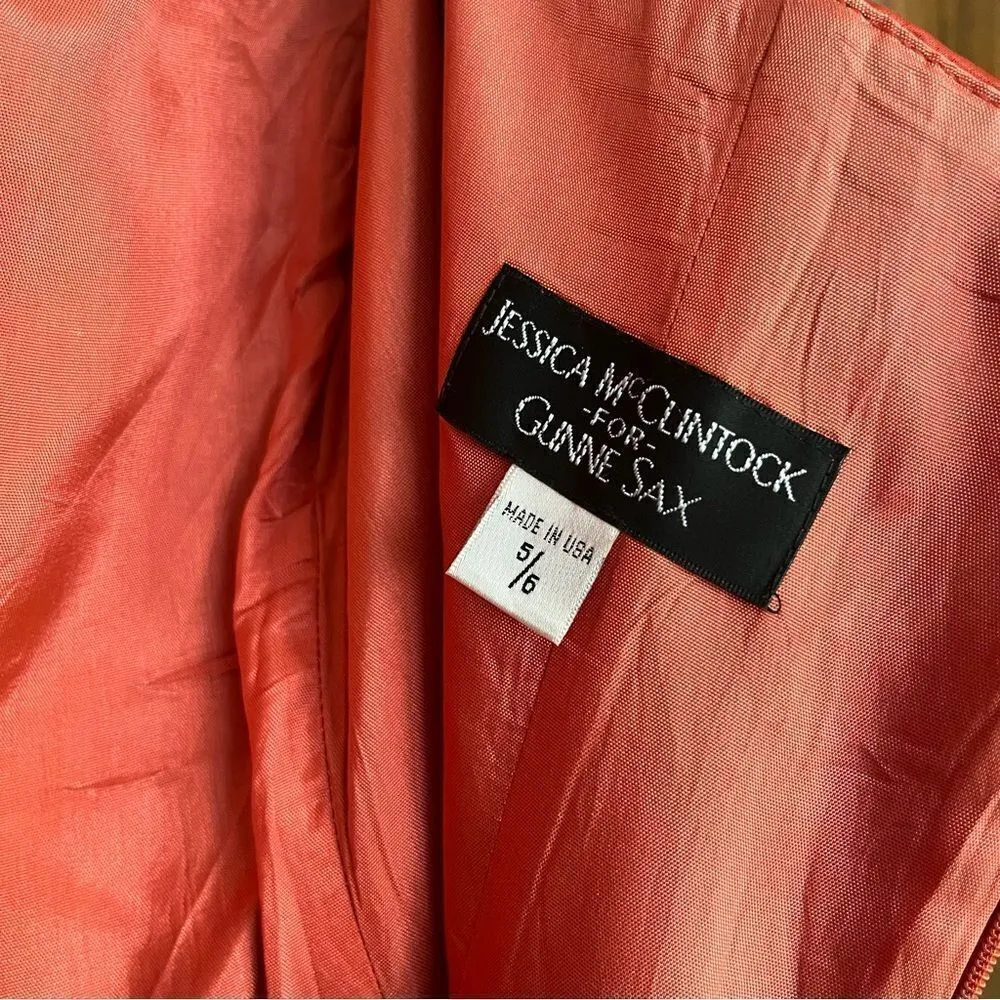 JESSICA McCLINTOCK
-FOR-
GUNNE SAX
MADE IN USA
5/6